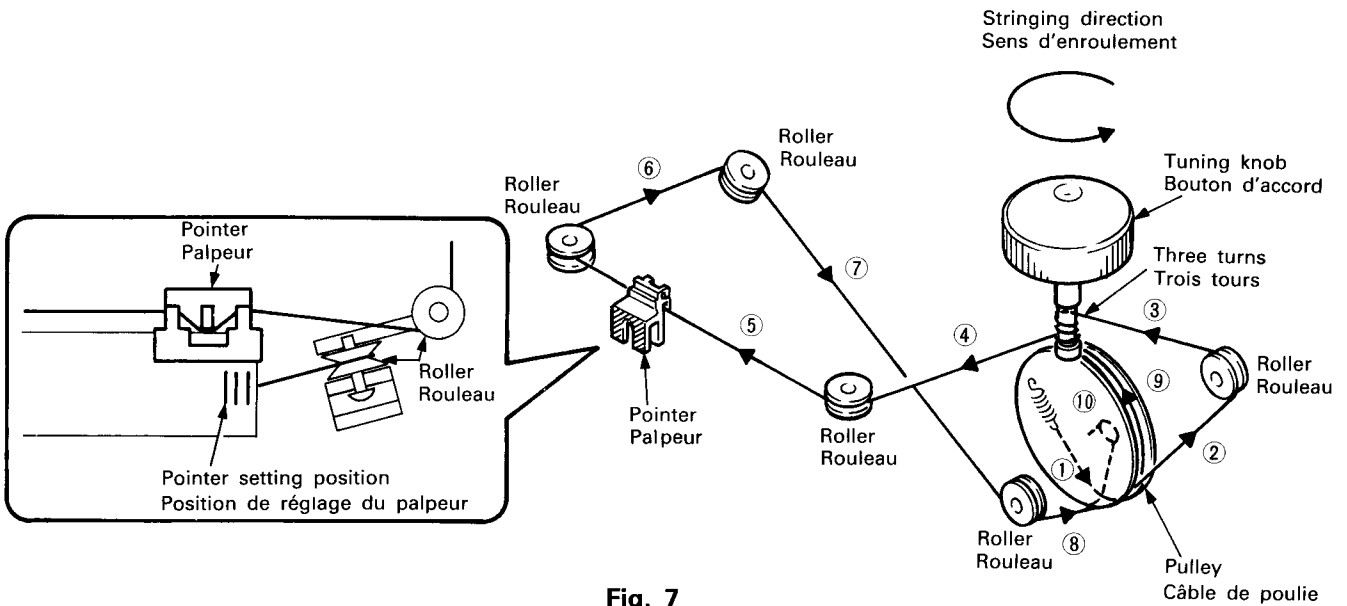 Stringing direction
Sens d'enroulement
Roller
Rouleau
⑥
Roller
Rouleau
Tuning knob
Bouton d'accord
Pointer
Palpeur
Three turns
Trois tours
⑦
③
④
⑤
Roller
Rouleau
Roller
Rouleau
⑨
⑩
Pointer
Palpeur
Roller
Rouleau
②
①
Pointer setting position
Position de réglage du palpeur
Roller
Rouleau
⑧
Pulley
Câble de poulie
Fig. 7